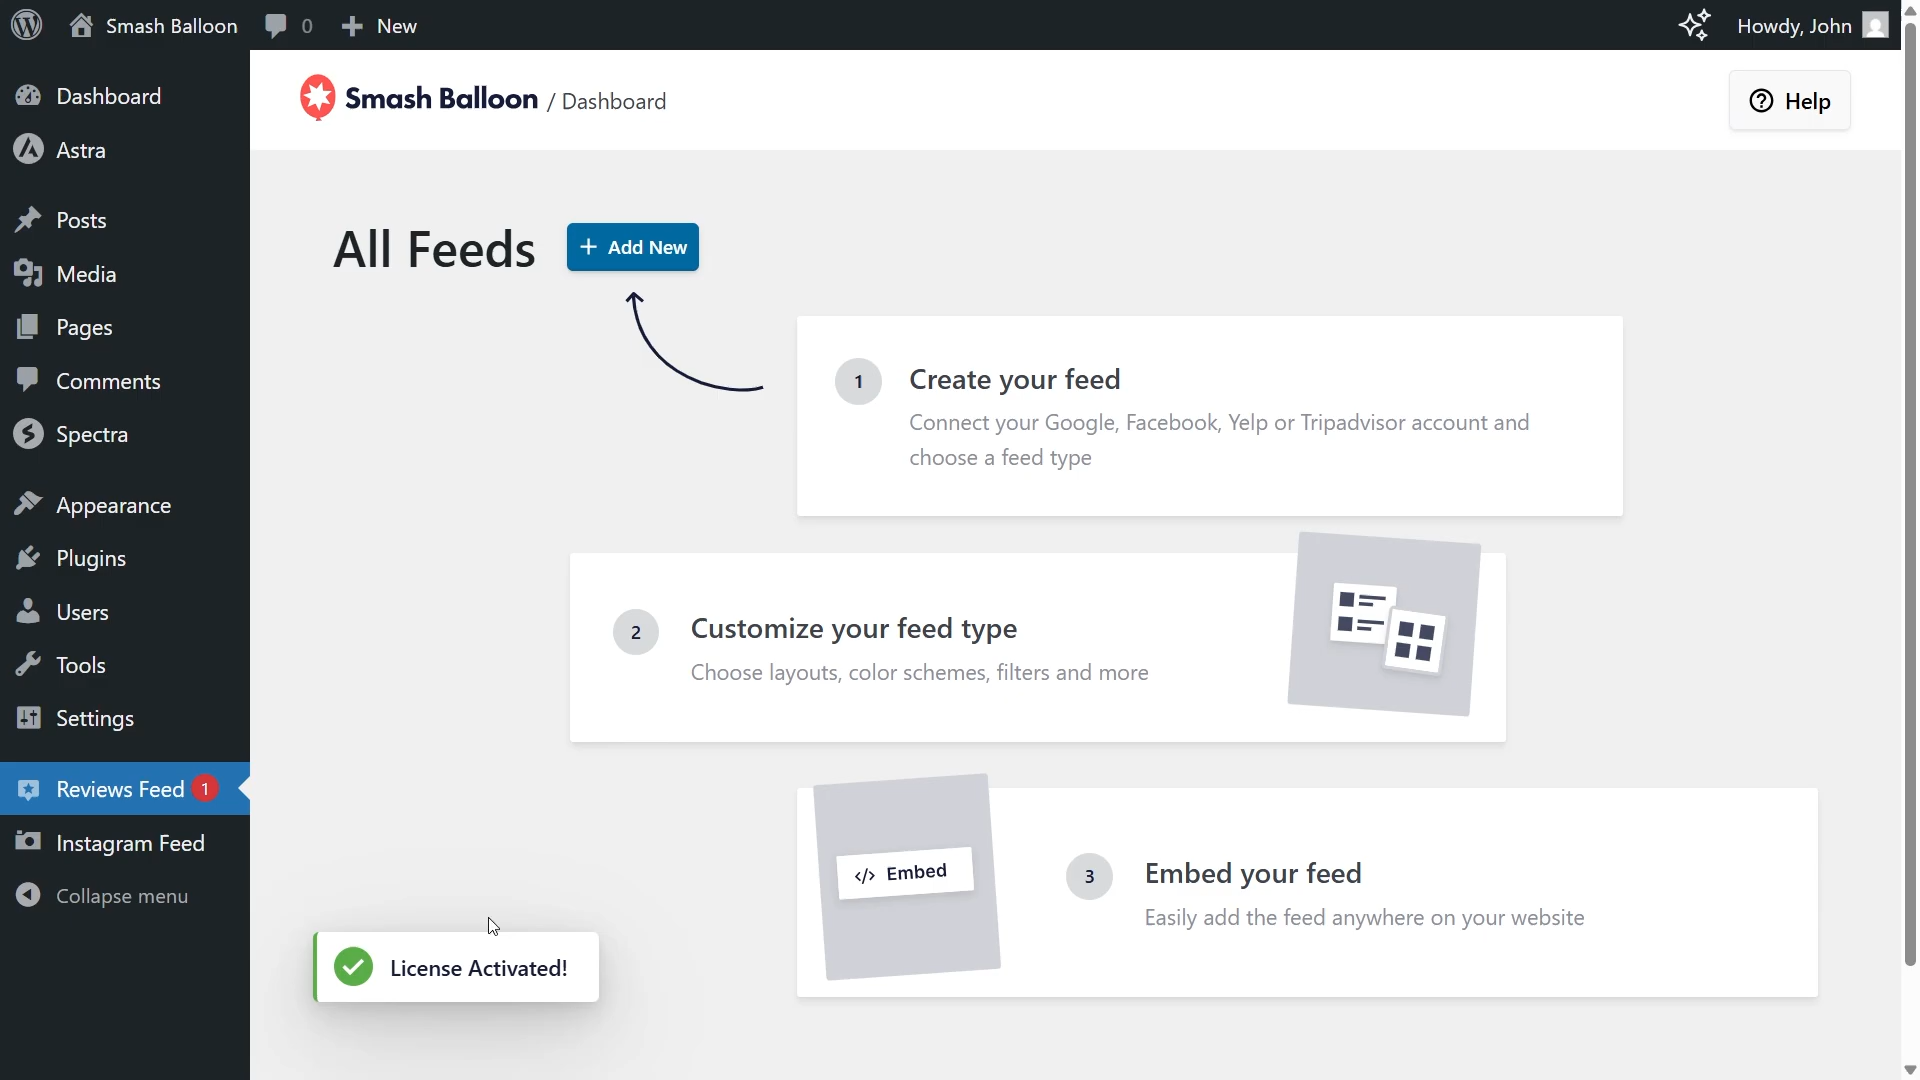 Smash Balloon
0
New
Howdy, John
Dashboard
Astra
Posts
Media
Pages
Comments
Spectra
Appearance
Plugins
Users
Tools
Settings
Reviews Feed 1
Instagram Feed
Collapse menu
Smash Balloon / Dashboard
Help
All Feeds
+ Add New
1
Create your feed
Connect your Google, Facebook, Yelp or Tripadvisor account and
choose a feed type
2
Customize your feed type
Choose layouts, color schemes, filters and more
</> Embed
3
Embed your feed
Easily add the feed anywhere on your website
License Activated!